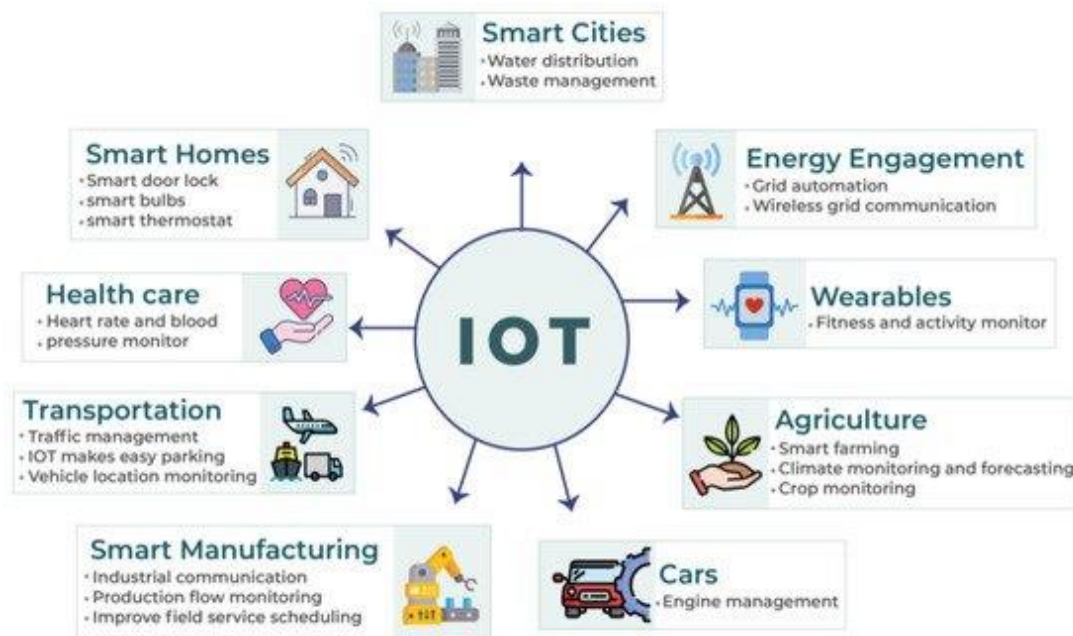 Smart Cities
• Water distribution
• Waste management
Smart Homes
• Smart door lock
• smart bulbs
• smart thermostat
Energy Engagement
• Grid automation
• Wireless grid communication
Health care
• Heart rate and blood
• pressure monitor
IOT
Wearables
• Fitness and activity monitor
Transportation
• Traffic management
• IOT makes easy parking
• Vehicle location monitoring
Agriculture
• Smart farming
• Climate monitoring and forecasting
• Crop monitoring
Smart Manufacturing
• Industrial communication
• Production flow monitoring
• Improve field service scheduling
Cars
• Engine management